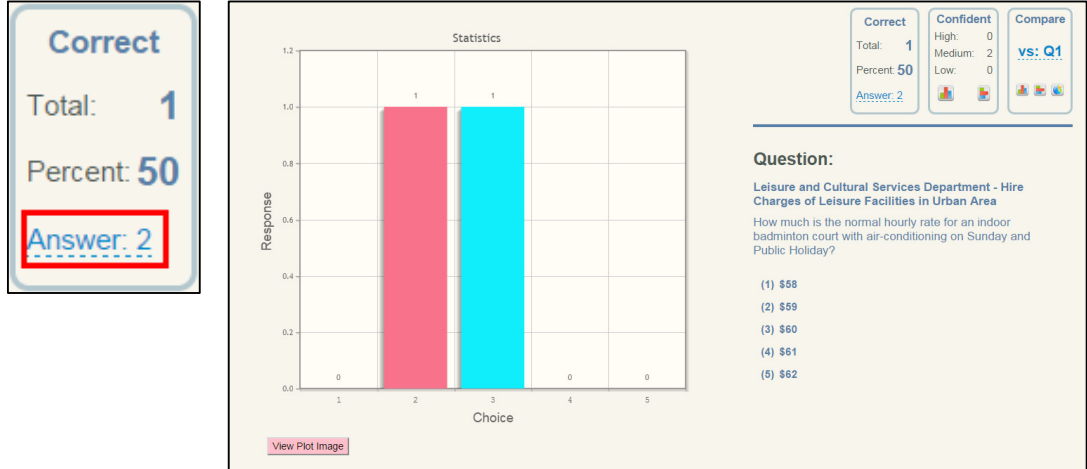 Correct
Total: 1
Percent: 50
Answer: 2
Statistics
1.2
1.0
0.8
0.6
0.4
0.2
0.0
Response
1 1
0 0 0
1 2 3 4 5
Choice
View Plot Image
Correct
Total: 1
Percent: 50
Answer: 2
Confident
High: 0
Medium: 2
Low: 0
Compare
vs: Q1
Question:
Leisure and Cultural Services Department - Hire
Charges of Leisure Facilities in Urban Area
How much is the normal hourly rate for an indoor
badminton court with air-conditioning on Sunday and
Public Holiday?
(1) $58
(2) $59
(3) $60
(4) $61
(5) $62